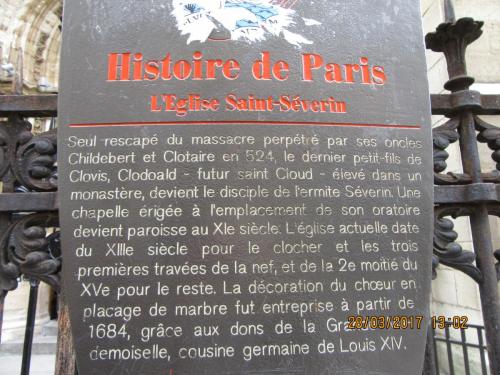 Histoire de Paris
L'Eglise Saint-Séverin
Seul rescapé du massacre perpétré par ses oncles
Childebert et Clotaire en 524, le dernier petit-fils de
Clovis, Clodoald - futur saint Cloud - élevé dans un
monastère, devient le disciple de l'ermite Séverin. Une
chapelle érigée à l'emplacement de son oratoire
devient paroisse au XIe siècle. L'église actuelle date
du XIIIe siècle pour le clocher et les trois
premières travées de la nef, et de la 2e moitié du
XVe pour le reste. La décoration du chœur en
placage de marbre fut entreprise à partir de
1684, grâce aux dons de la Gr
demoiselle, cousine germaine de Louis XIV.
28/03/2017 13:02